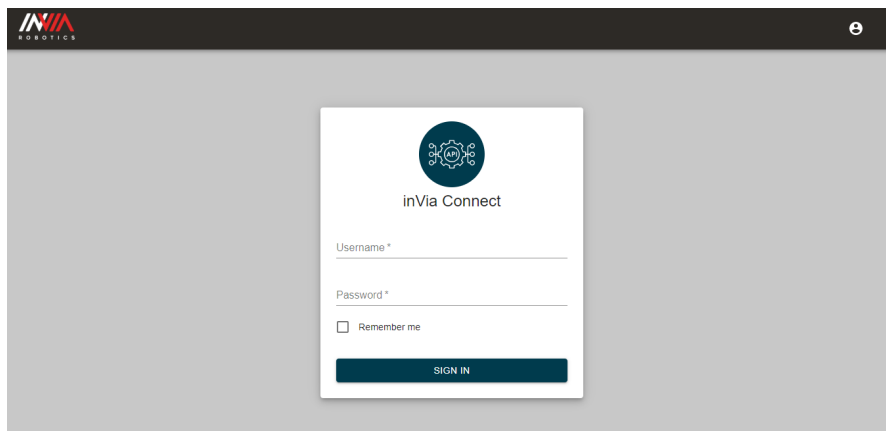 INVIA
ROBOTICS
API
inVia Connect
Username *
Password *
Remember me
SIGN IN